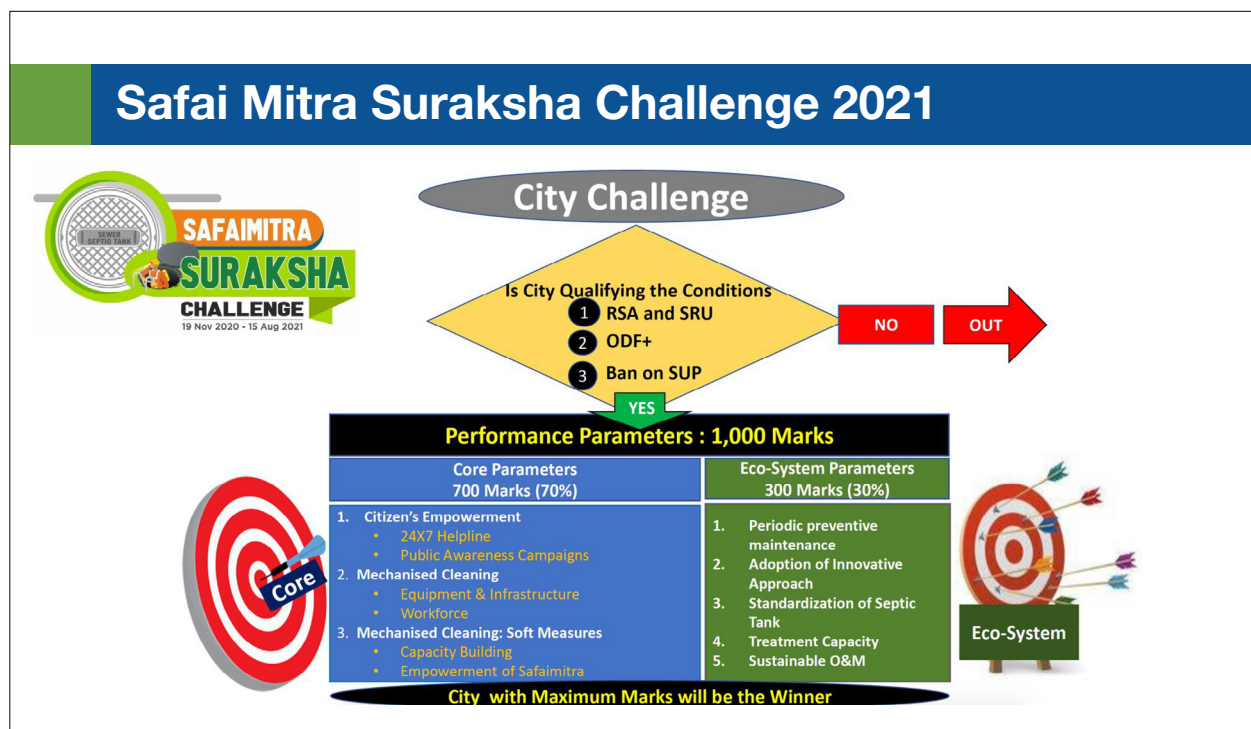 Safai Mitra Suraksha Challenge 2021
SEWER
SEPTIC TANK
SAFAIMITRA
SURAKSHA
CHALLENGE
19 Nov 2020 - 15 Aug 2021
City Challenge
Is City Qualifying the Conditions
1 RSA and SRU
2 ODF+
3 Ban on SUP
NO
OUT
YES
Performance Parameters : 1,000 Marks
Core Parameters
700 Marks (70%)
1. Citizen's Empowerment
• 24X7 Helpline
• Public Awareness Campaigns
2. Mechanised Cleaning
• Equipment & Infrastructure
• Workforce
3. Mechanised Cleaning: Soft Measures
• Capacity Building
• Empowerment of Safaimitra
Eco-System Parameters
300 Marks (30%)
1. Periodic preventive
maintenance
2. Adoption of Innovative
Approach
3. Standardization of Septic
Tank
4. Treatment Capacity
5. Sustainable O&M
Core
Eco-System
City with Maximum Marks will be the Winner